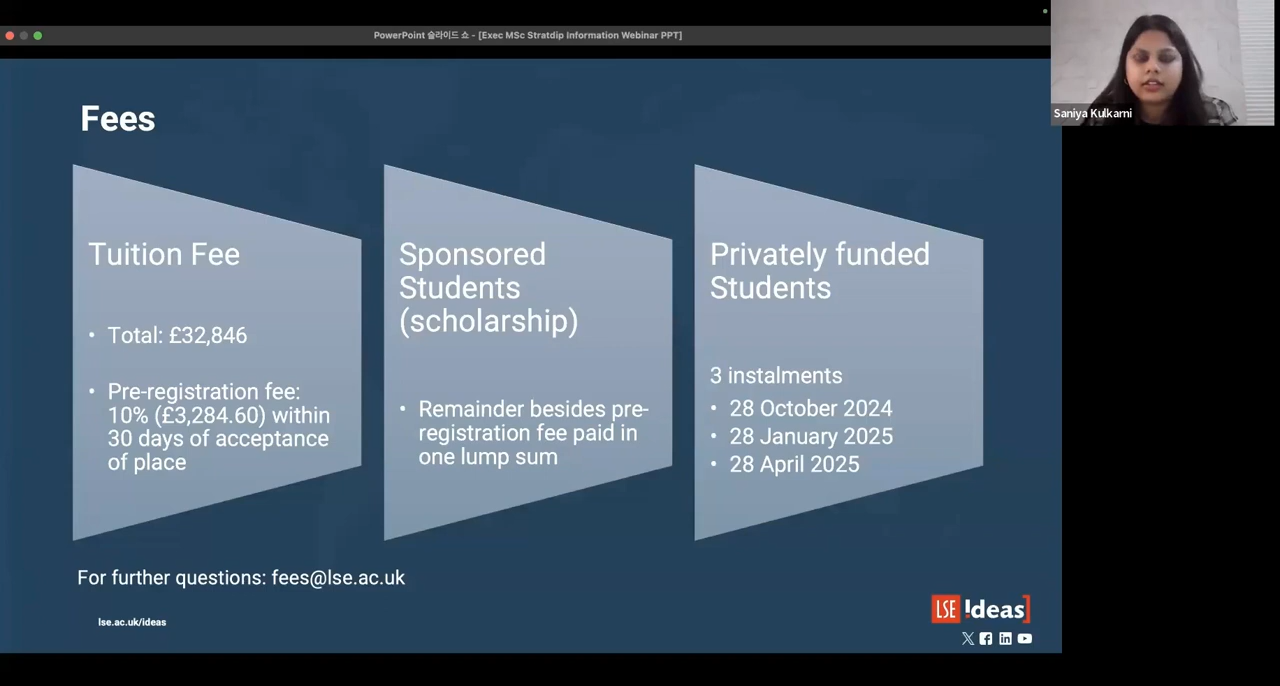 PowerPoint 슬라이드 쇼 - [Exec MSc Stratdip Information Webinar PPT]
Saniya Kulkarni
Fees
Tuition Fee
• Total: £32,846
• Pre-registration fee:
10% (£3,284.60) within
30 days of acceptance
of place
Sponsored
Students
(scholarship)
• Remainder besides pre-
registration fee paid in
one lump sum
Privately funded
Students
3 instalments
• 28 October 2024
• 28 January 2025
• 28 April 2025
For further questions: fees@lse.ac.uk
lse.ac.uk/ideas
LSE Ideas]